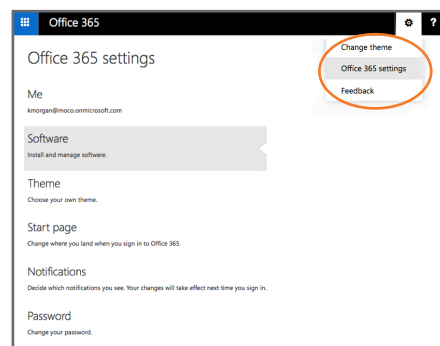 Office 365
?
Change theme
Office 365 settings
Feedback
Office 365 settings
Me
kmorgan@moco.onmicrosoft.com
Software
Install and manage software.
Theme
Choose your own theme.
Start page
Change where you land when you sign in to Office 365.
Notifications
Decide which notifications you see. Your changes will take effect next time you sign in.
Password
Change your password.